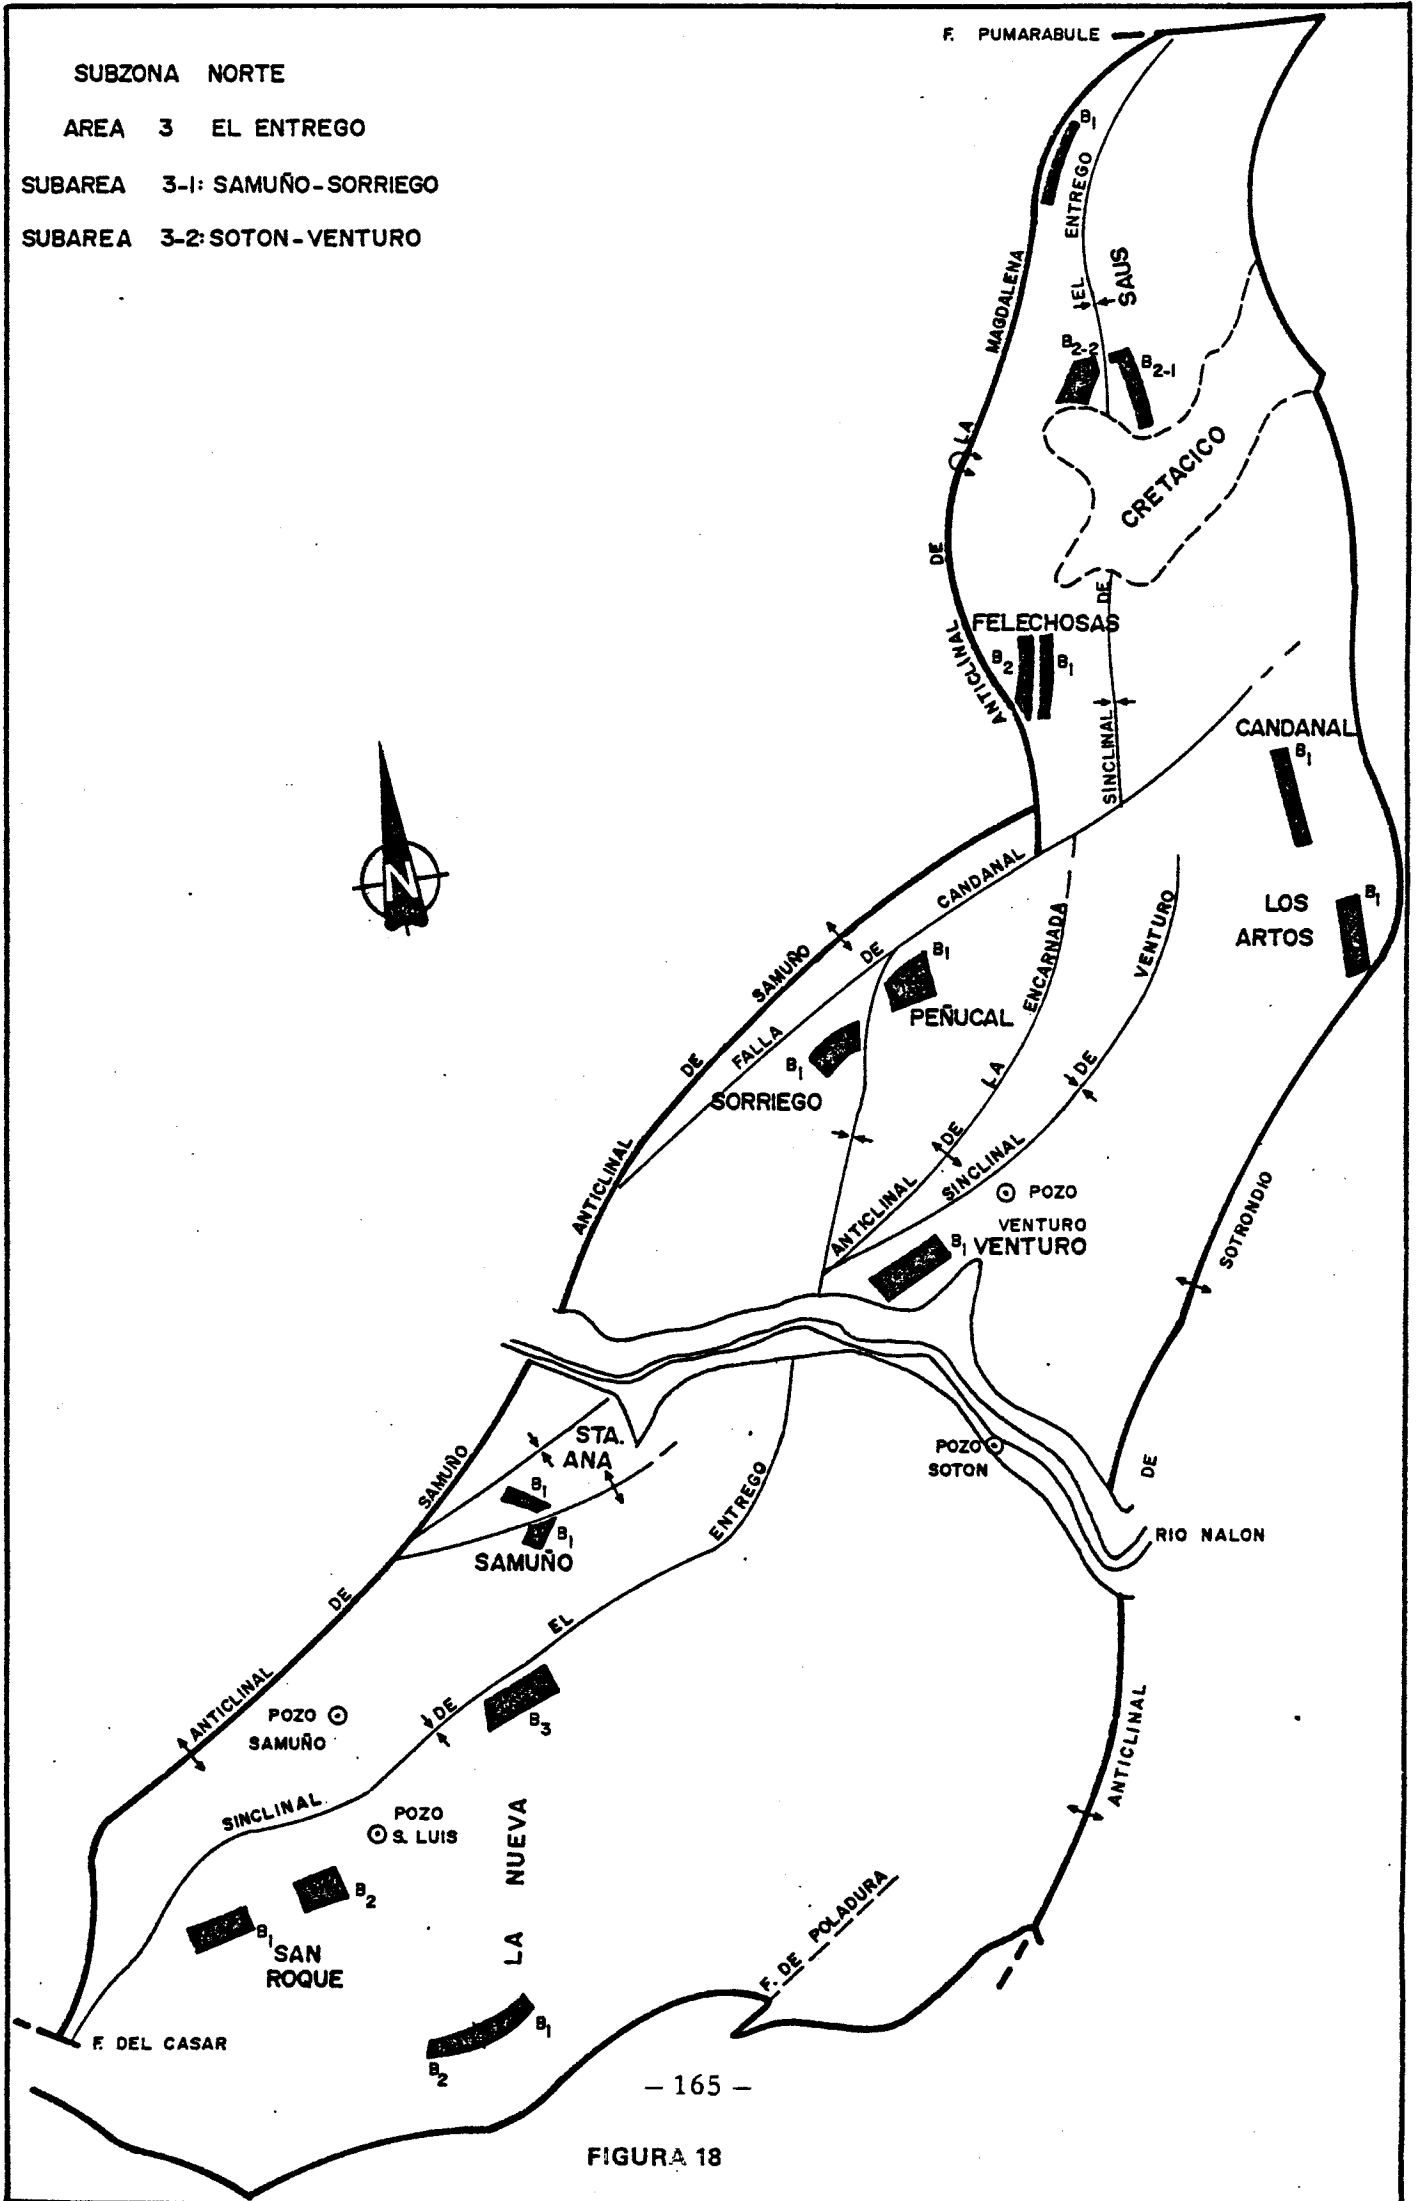 F. PUMARABULE
SUBZONA NORTE
AREA 3 EL ENTREGO
SUBAREA 3-1: SAMUÑO-SORRIEGO
SUBAREA 3-2: SOTON-VENTURO
B1
ENTREGO
EL
SAUS
MAGDALENA
B2-2
B2-1
LA
CRETACICO
DE
DE
FELECHOSAS
ANTICLINAL
B2
B1
SINCLINAL
CANDANAL
B1
N
CANDANAL
LOS
ARTOS
B1
SAMUÑO
DE
B1
ENCARNADA
VENTURO
PEÑUCAL
FALLA
DE
B1
SORRIEGO
LA
DE
DE
ANTICLINAL
ANTICLINAL
SINCLINAL
POZO
VENTURO
B1 VENTURO
SOTRONDIO
STA.
ANA
SAMUÑO
POZO
SOTON
DE
ENTREGO
B1
B1
SAMUÑO
RIO NALON
DE
EL
ANTICLINAL
POZO
SAMUÑO
DE
B3
ANTICLINAL
SINCLINAL
POZO
S. LUIS
LA NUEVA
B2
B1
SAN
ROQUE
F. DE POLADURA
F. DEL CASAR
B1
B2
- 165 -
FIGURA 18